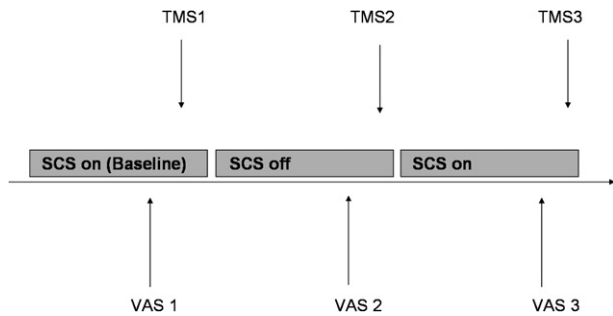 TMS1 TMS2 TMS3
SCS on (Baseline) SCS off SCS on
VAS 1 VAS 2 VAS 3